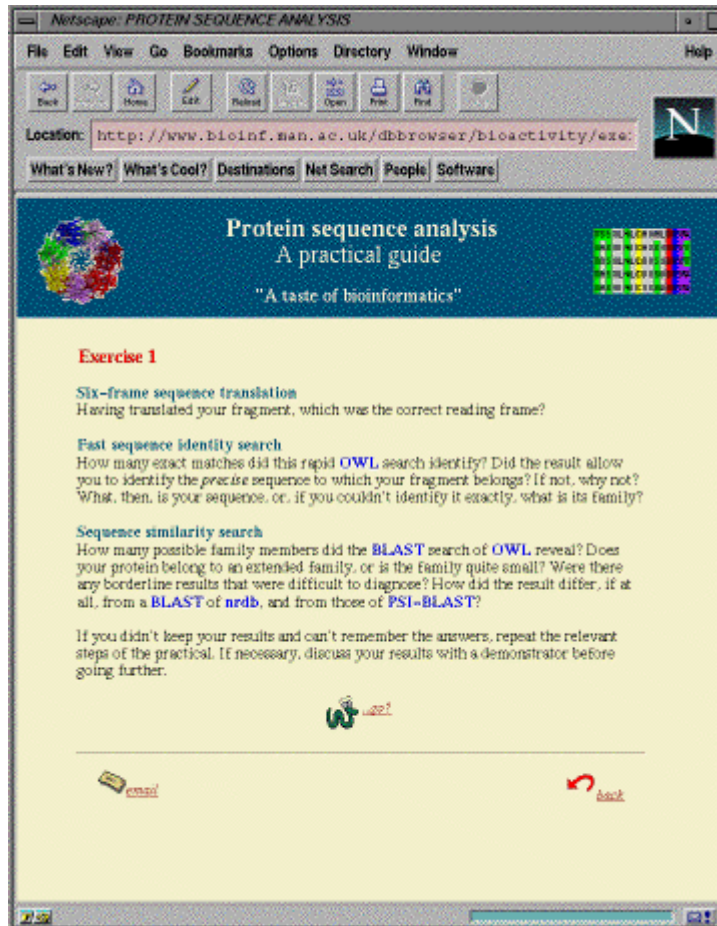 Netscape: PROTEIN SEQUENCE ANALYSIS
File Edit View Go Bookmarks Options Directory Window Help
Back Home Edit Reload Open Print Find
Location: http://www.bioinf.man.ac.uk/dbbrowser/bioactivity/exe
N
What's New? What's Cool? Destinations Net Search People Software
Protein sequence analysis
A practical guide
"A taste of bioinformatics"
Exercise 1
Six-frame sequence translation
Having translated your fragment, which was the correct reading frame?
Fast sequence identity search
How many exact matches did this rapid OWL search identify? Did the result allow
you to identify the precise sequence to which your fragment belongs? If not, why not?
What, then, is your sequence, or, if you couldn't identify it exactly, what is its family?
Sequence similarity search
How many possible family members did the BLAST search of OWL reveal? Does
your protein belong to an extended family, or is the family quite small? Were there
any borderline results that were difficult to diagnose? How did the result differ, if at
all, from a BLAST of nrdb, and from those of PSI-BLAST?
If you didn't keep your results and can't remember the answers, repeat the relevant
steps of the practical. If necessary, discuss your results with a demonstrator before
going further.
...go?
email
back